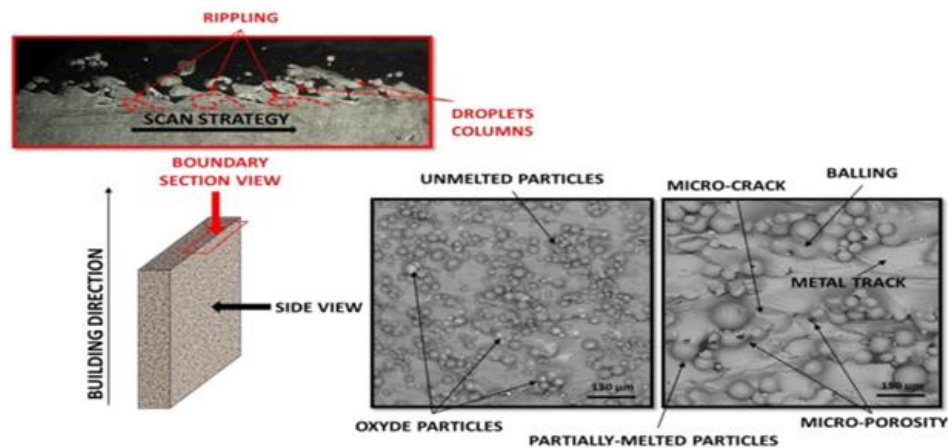 RIPPLING
SCAN STRATEGY
DROPLETS
COLUMNS
BOUNDARY
SECTION VIEW
BUILDING DIRECTION
SIDE VIEW
UNMELTED PARTICLES
MICRO-CRACK
BALLING
METAL TRACK
150 µm
150 µm
OXYDE PARTICLES
PARTIALLY-MELTED PARTICLES
MICRO-POROSITY